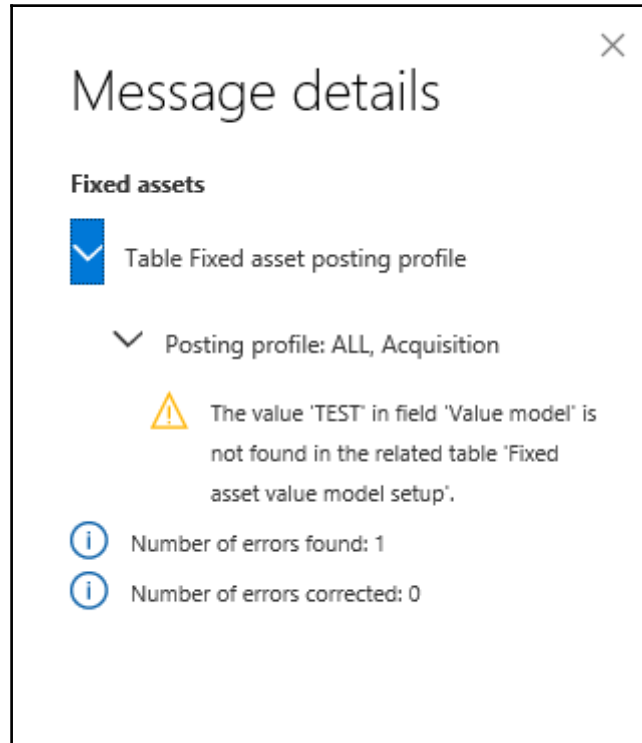 Message details
Fixed assets
Table Fixed asset posting profile
Posting profile: ALL, Acquisition
The value 'TEST' in field 'Value model' is
not found in the related table 'Fixed
asset value model setup'.
Number of errors found: 1
Number of errors corrected: 0